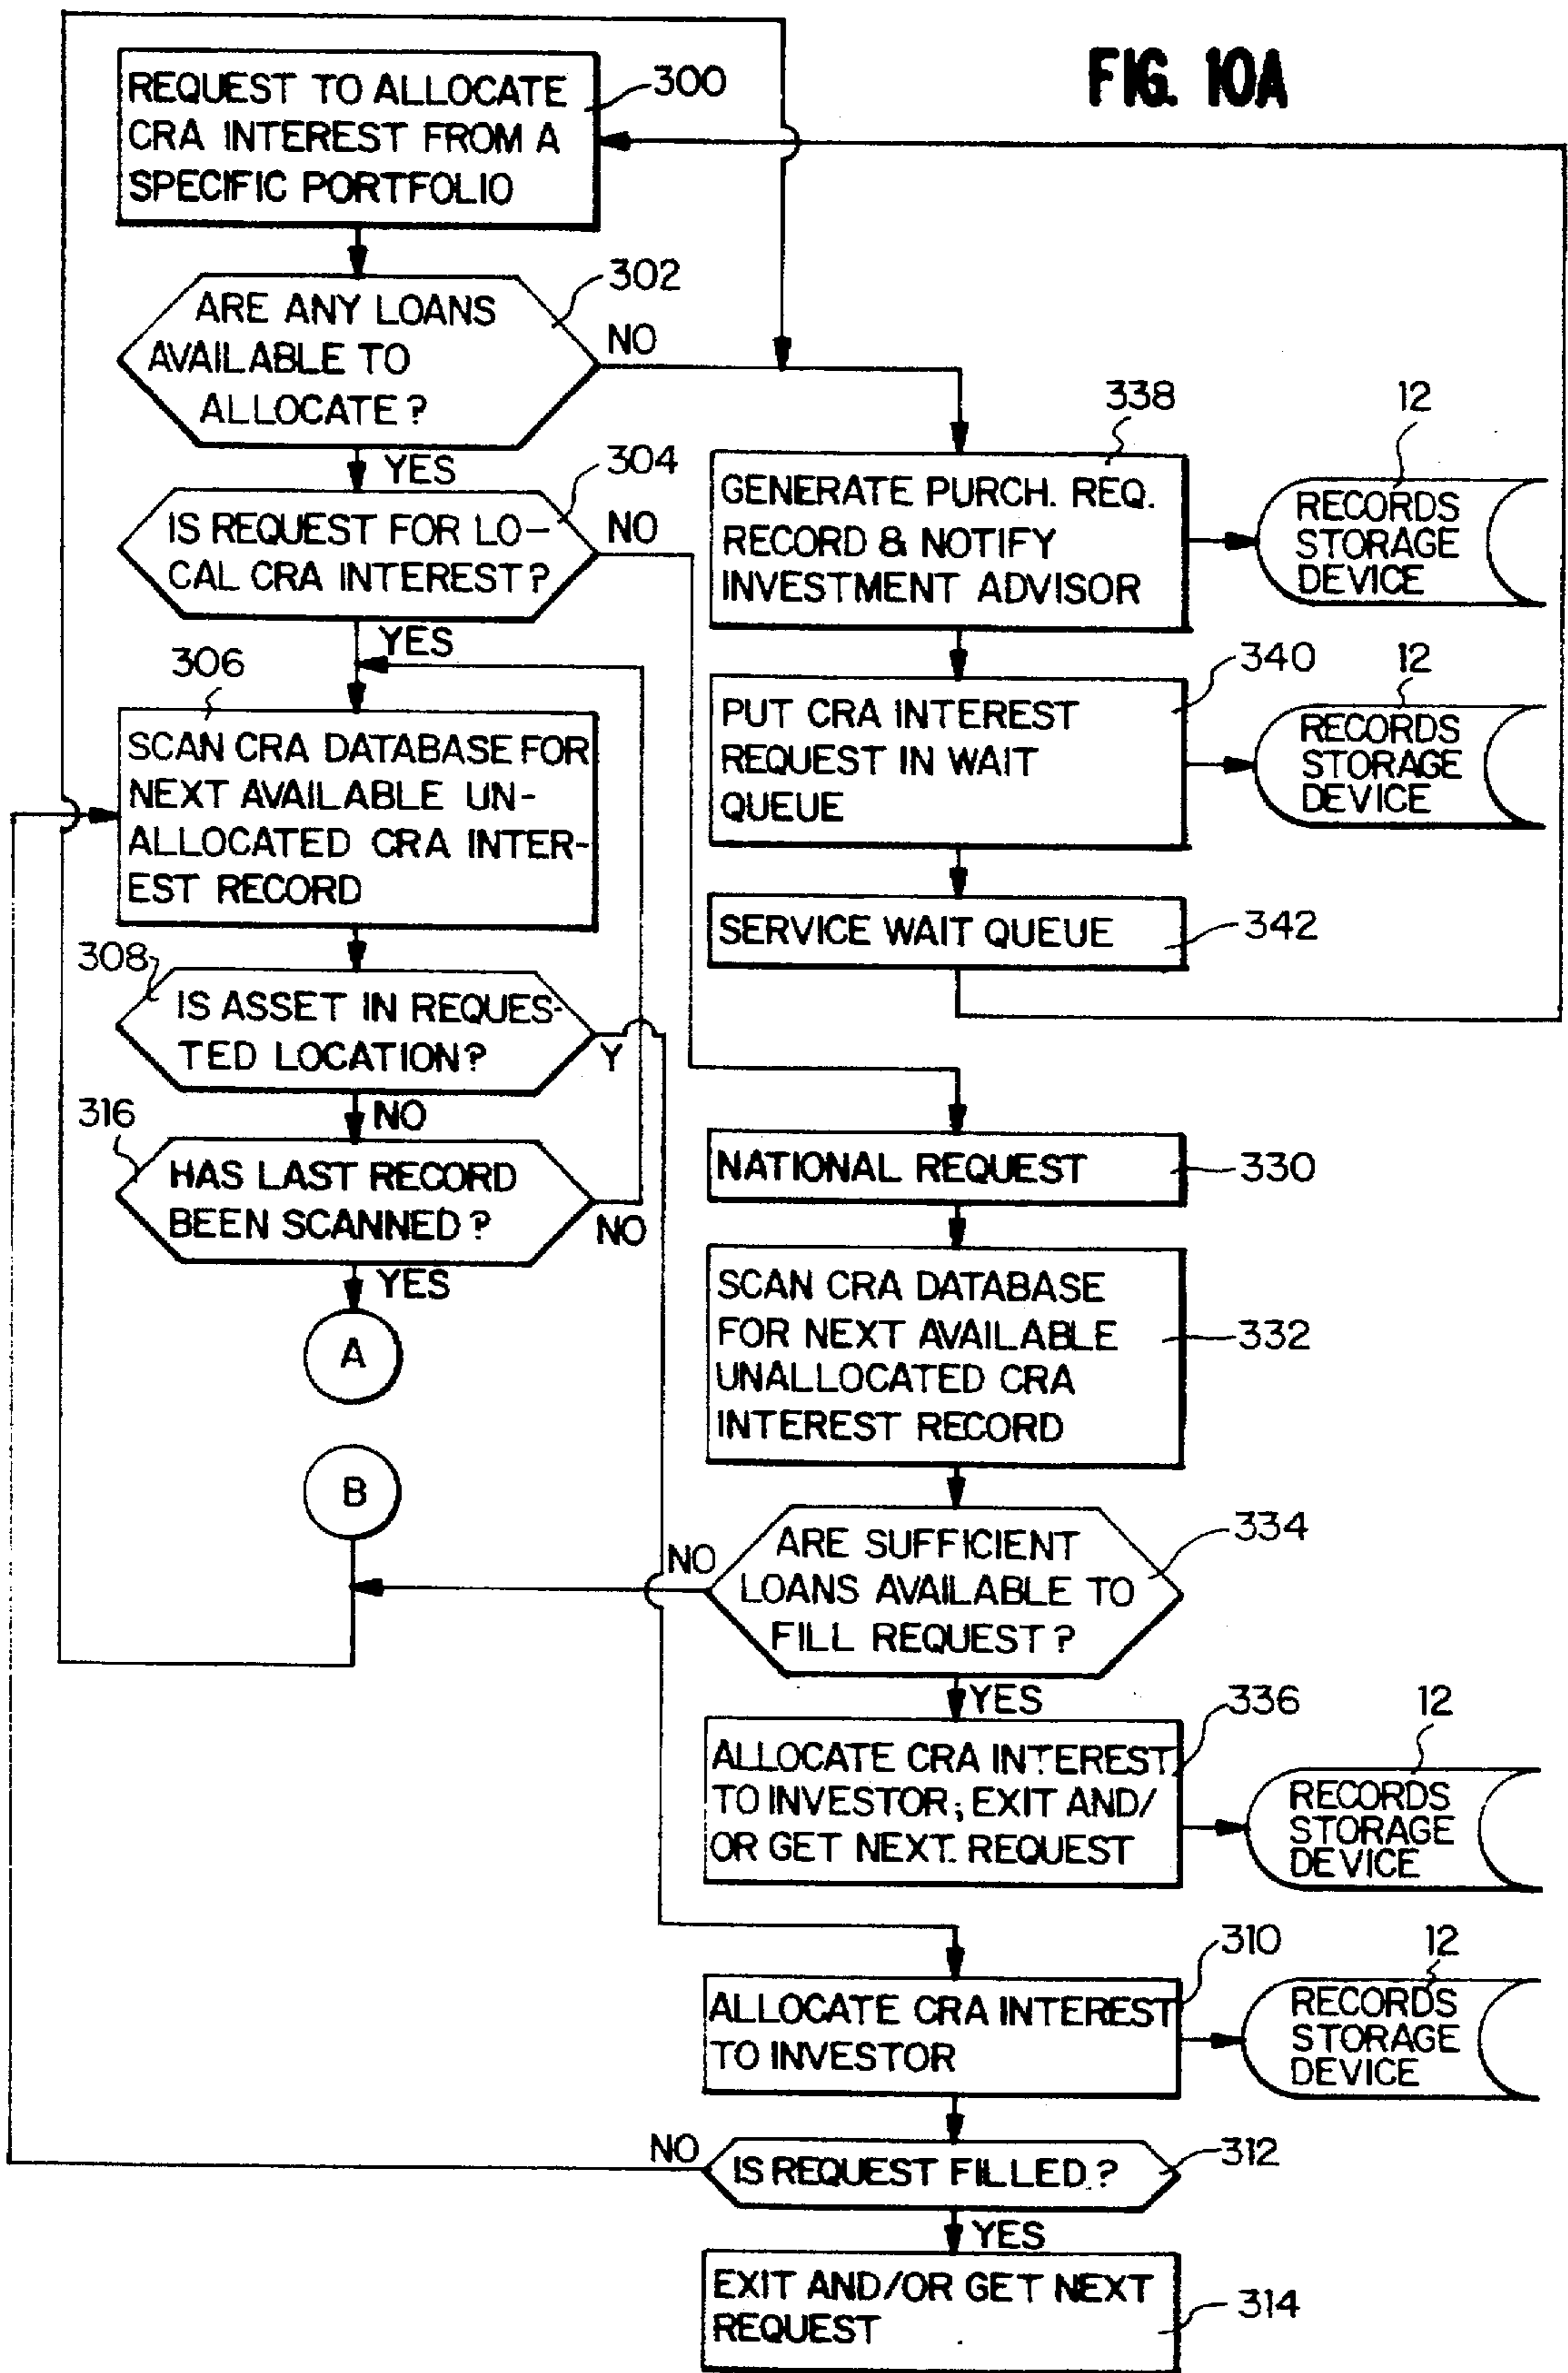 FIG. 10A
REQUEST TO ALLOCATE
CRA INTEREST FROM A
SPECIFIC PORTFOLIO
300
ARE ANY LOANS
AVAILABLE TO
ALLOCATE?
302
NO
YES
IS REQUEST FOR LO-
CAL CRA INTEREST?
304
NO
YES
306
SCAN CRA DATABASE FOR
NEXT AVAILABLE UN-
ALLOCATED CRA INTER-
EST RECORD
308
IS ASSET IN REQUES-
TED LOCATION?
Y
NO
316
HAS LAST RECORD
BEEN SCANNED?
NO
YES
A
B
338
GENERATE PURCH. REQ.
RECORD & NOTIFY
INVESTMENT ADVISOR
12
RECORDS
STORAGE
DEVICE
340
PUT CRA INTEREST
REQUEST IN WAIT
QUEUE
12
RECORDS
STORAGE
DEVICE
SERVICE WAIT QUEUE
342
NATIONAL REQUEST
330
SCAN CRA DATABASE
FOR NEXT AVAILABLE
UNALLOCATED CRA
INTEREST RECORD
332
ARE SUFFICIENT
LOANS AVAILABLE TO
FILL REQUEST?
334
NO
YES
336
ALLOCATE CRA INTEREST
TO INVESTOR; EXIT AND/
OR GET NEXT REQUEST
12
RECORDS
STORAGE
DEVICE
310
ALLOCATE CRA INTEREST
TO INVESTOR
12
RECORDS
STORAGE
DEVICE
NO
IS REQUEST FILLED?
312
YES
EXIT AND/OR GET NEXT
REQUEST
314